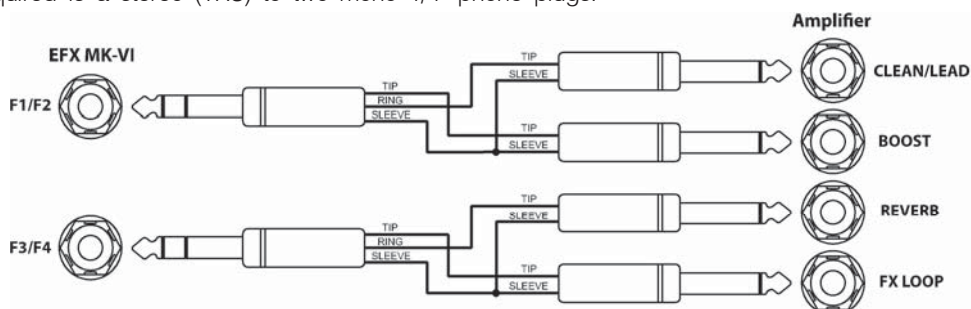 is a stereo (TRS) to two mono 1/4" phone plugs.
Amplifier
EFX MK-VI
F1/F2
TIP
RING
SLEEVE
TIP
SLEEVE
CLEAN/LEAD
TIP
SLEEVE
BOOST
F3/F4
TIP
RING
SLEEVE
TIP
SLEEVE
REVERB
TIP
SLEEVE
FX LOOP